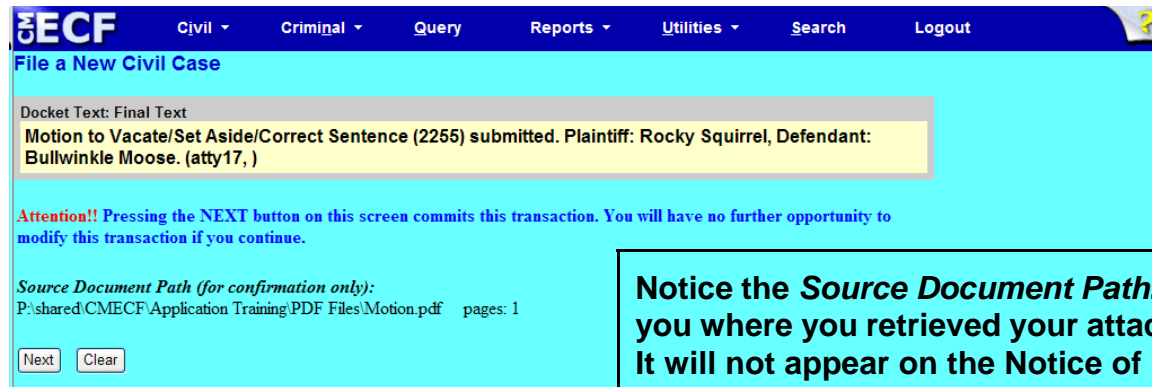 CM ECF Civil Criminal Query Reports Utilities Search Logout ?
File a New Civil Case
Docket Text: Final Text
Motion to Vacate/Set Aside/Correct Sentence (2255) submitted. Plaintiff: Rocky Squirrel, Defendant:
Bullwinkle Moose. (atty17, )
Attention!! Pressing the NEXT button on this screen commits this transaction. You will have no further opportunity to
modify this transaction if you continue.
Source Document Path (for confirmation only):
P:\shared\CMECF\Application Training\PDF Files\Motion.pdf pages: 1
Next Clear
Notice the Source Document Path
you where you retrieved your
It will not appear on the Notice of